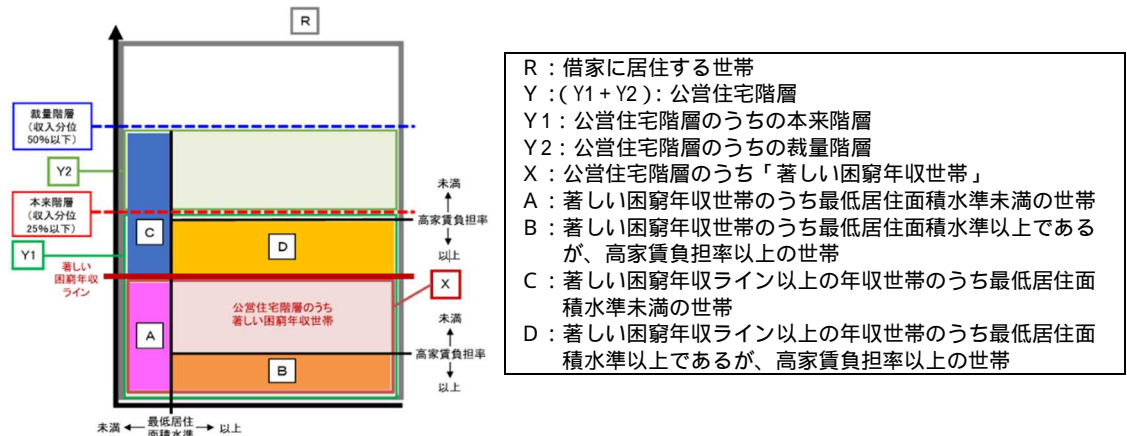 R
裁量階層
(収入分位
50%以下)
Y2
本来階層
(収入分位
25%以下)
Y1
著しい
困窮年収
ライン
C
D
A
B
公営住宅階層のうち
著しい困窮年収世帯
未満
高家賃負担率
以上
X
未満
高家賃負担率
以上
未満
最低居住
面積水準
以上
R:借家に居住する世帯
Y:(Y1+Y2):公営住宅階層
Y1:公営住宅階層のうちの本来階層
Y2:公営住宅階層のうちの裁量階層
X:公営住宅階層のうち「著しい困窮年収世帯」
A:著しい困窮年収世帯のうち最低居住面積水準未満の世帯
B:著しい困窮年収世帯のうち最低居住面積水準以上である
が、高家賃負担率以上の世帯
C:著しい困窮年収ライン以上の年収世帯のうち最低居住面
積水準未満の世帯
D:著しい困窮年収ライン以上の年収世帯のうち最低居住面
積水準以上であるが、高家賃負担率以上の世帯